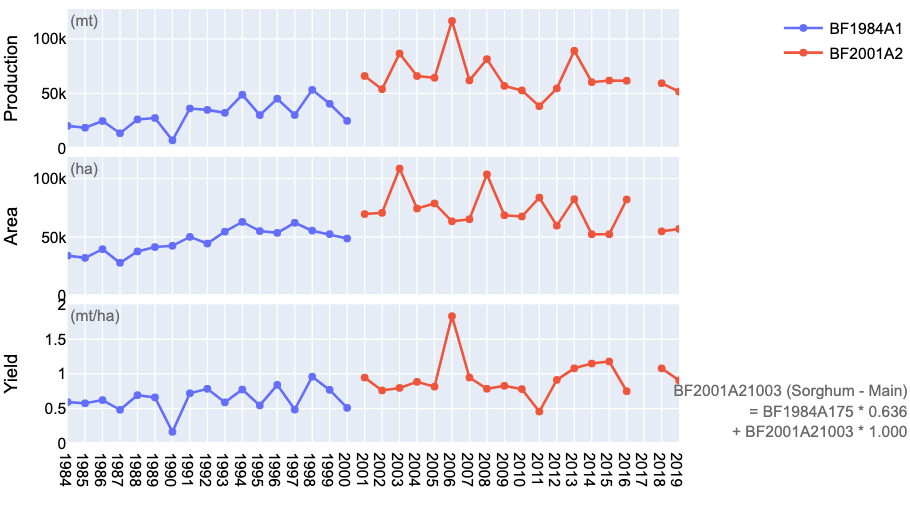 (mt)
Production
100k
50k
0
BF1984A1
BF2001A2
(ha)
Area
100k
50k
0
(mt/ha)
Yield
2
1.5
1
0.5
0
1984
1985
1986
1987
1988
1989
1990
1991
1992
1993
1994
1995
1996
1997
1998
1999
2000
2001
2002
2003
2004
2005
2006
2007
2008
2009
2010
2011
2012
2013
2014
2015
2016
2017
2018
2019
BF2001A21003 (Sorghum - Main)
= BF1984A175 * 0.636
+ BF2001A21003 * 1.000